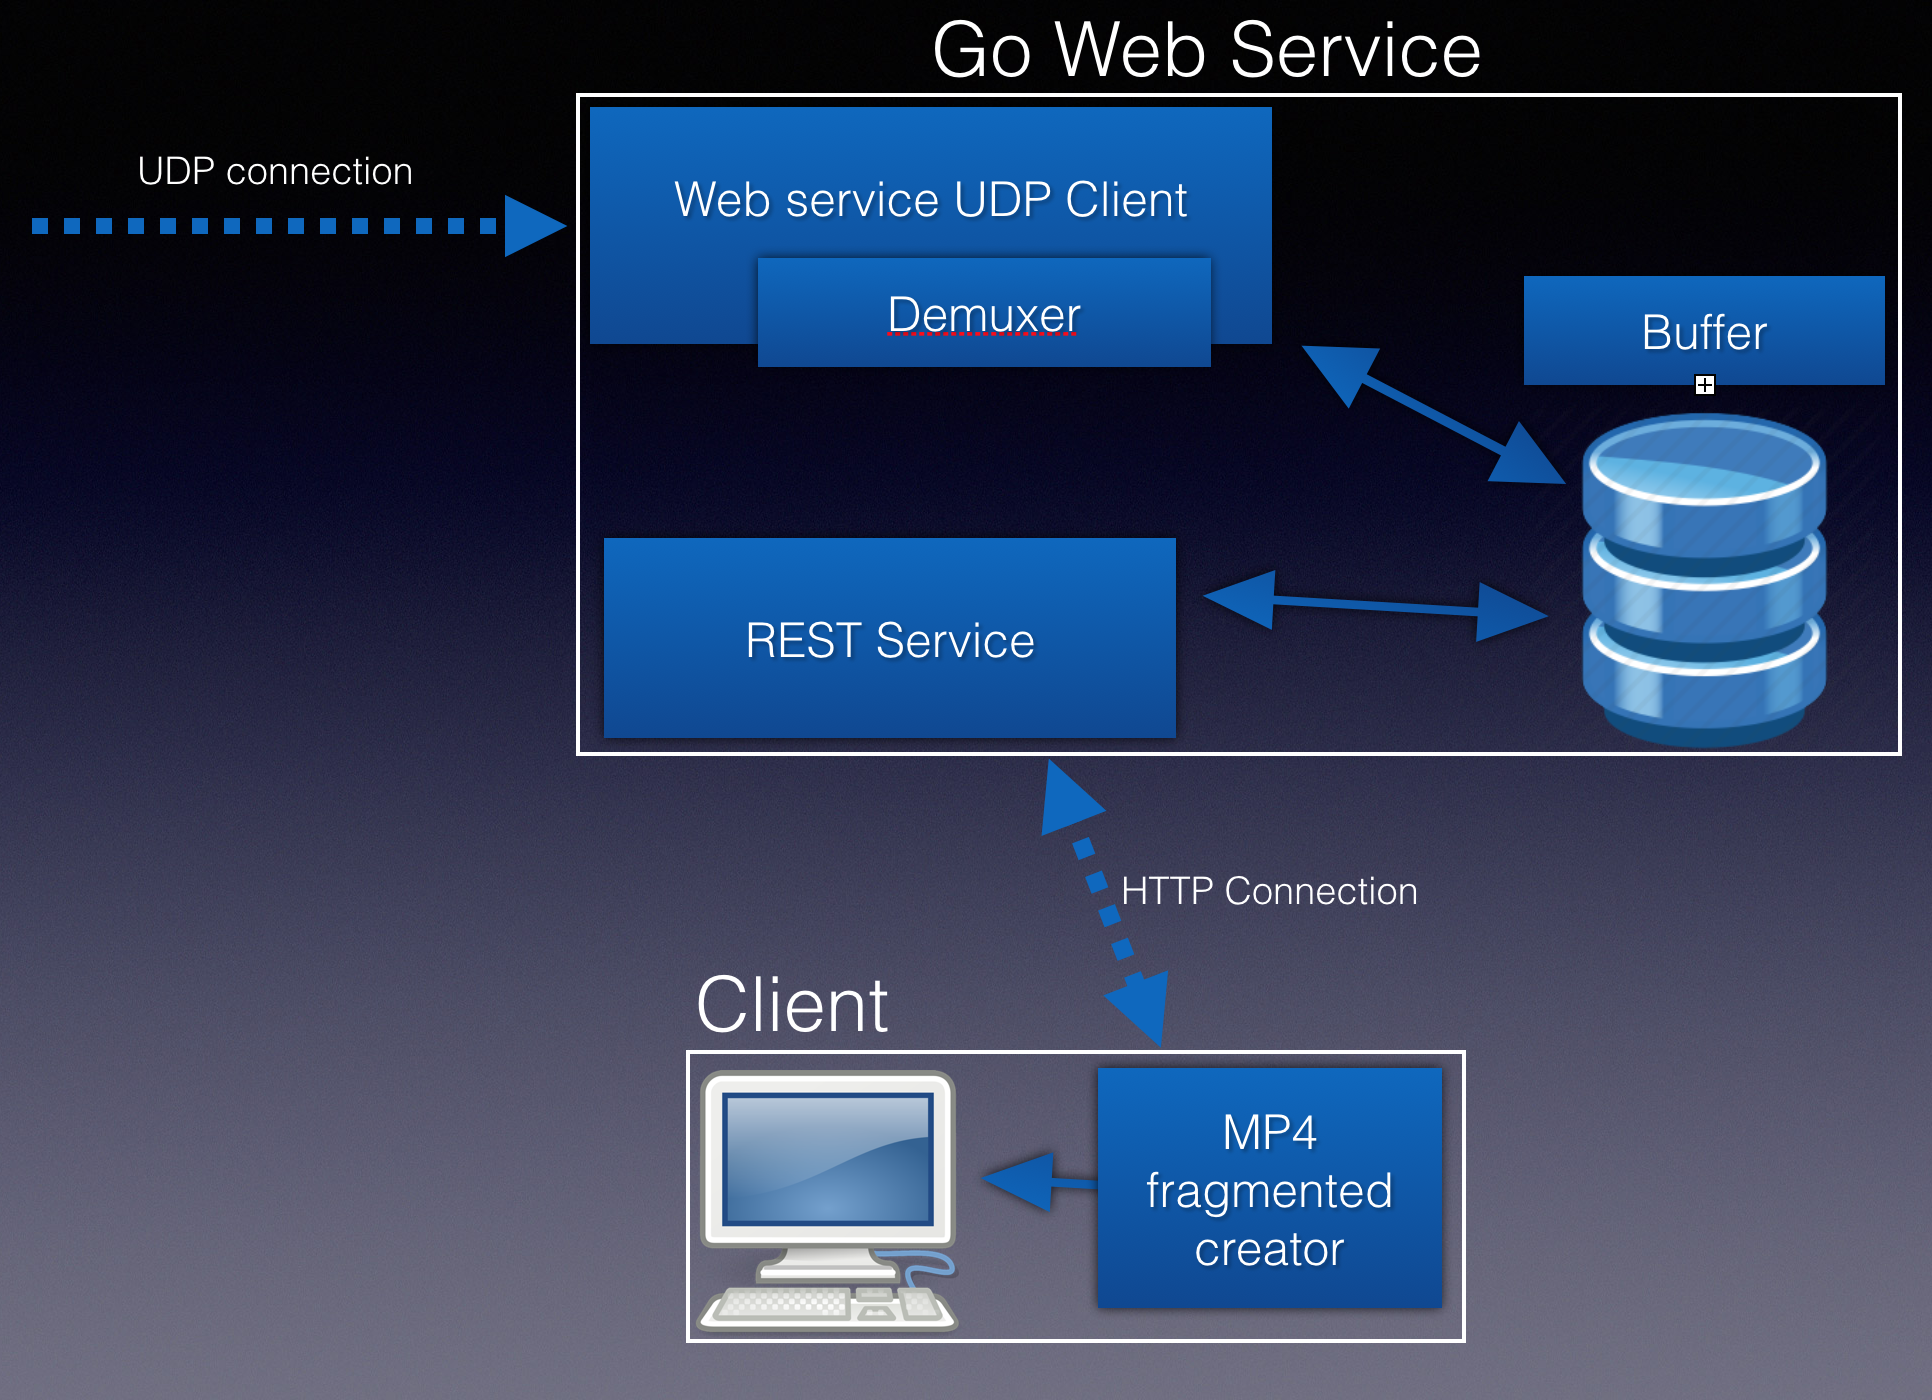 Go Web Service
UDP connection
Web service UDP Client
Demuxer
Buffer
REST Service
HTTP Connection
Client
MP4
fragmented
creator